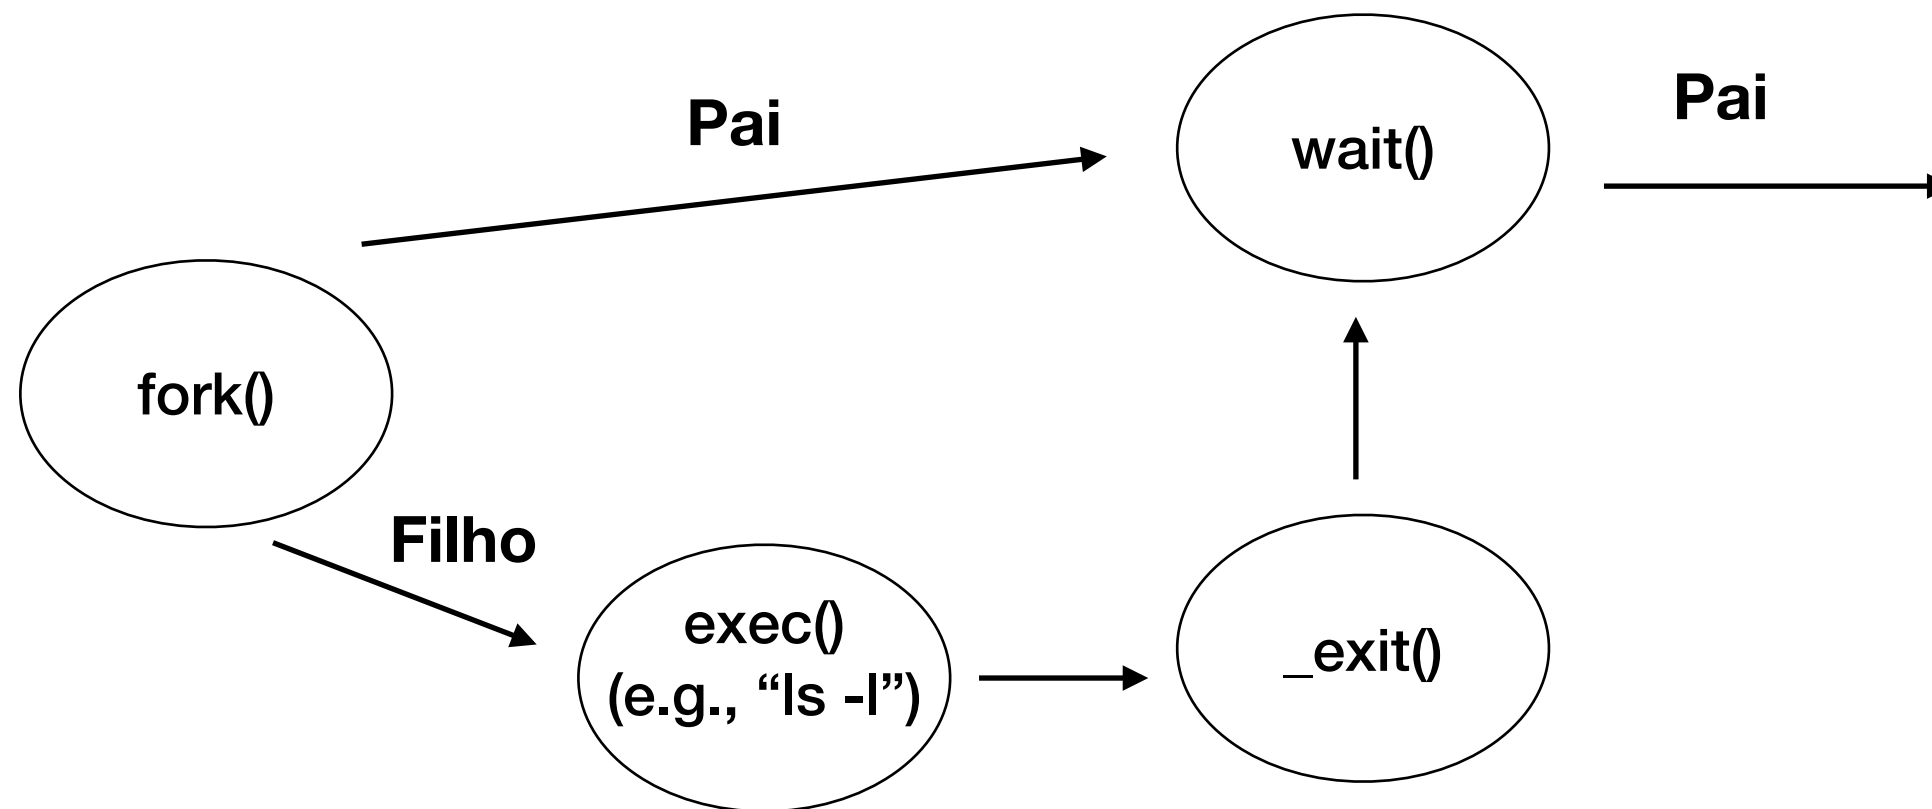 Pai
wait()
Pai
fork()
Filho
exec()
(e.g., “ls -l”)
_exit()